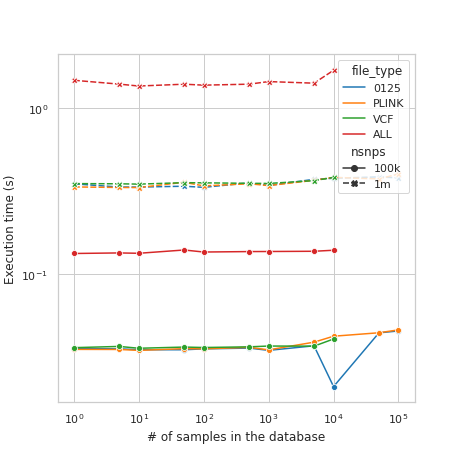 file_type
0125
PLINK
VCF
ALL
nsnps
100k
1m
10⁰
10⁻¹
Execution time (s)
10⁰ 10¹ 10² 10³ 10⁴ 10⁵
# of samples in the database